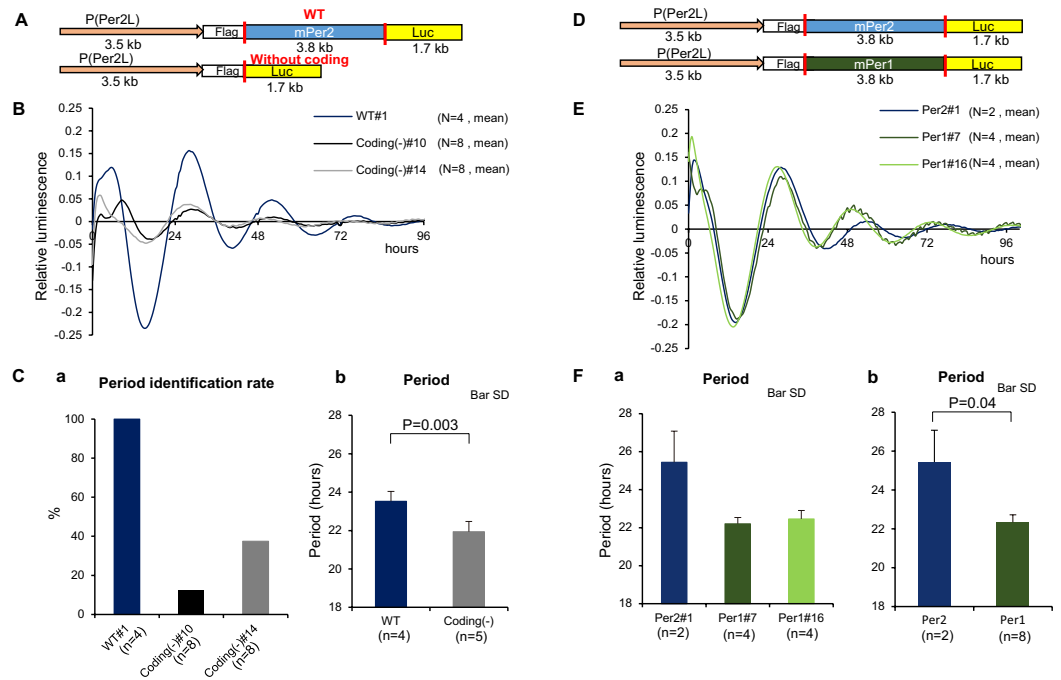 A
P(Per2L)
3.5 kb
Flag
WT
mPer2
3.8 kb
Luc
1.7 kb
P(Per2L)
3.5 kb
Flag
Without coding
Luc
1.7 kb
B
Relative luminescence
0.25
0.2
0.15
0.1
0.05
0
-0.05
-0.1
-0.15
-0.2
-0.25
0 24 48 72 96
hours
WT#1 (N=4 , mean)
Coding(-)#10 (N=8 , mean)
Coding(-)#14 (N=8 , mean)
C
a
Period identification rate
%
100
80
60
40
20
0
WT#1
(n=4)
Coding(-)#10
(n=8)
Coding(-)#14
(n=8)
b
Period
Bar SD
P=0.003
Period (hours)
28
26
24
22
20
18
WT
(n=4)
Coding(-)
(n=5)
D
P(Per2L)
3.5 kb
Flag
mPer2
3.8 kb
Luc
1.7 kb
P(Per2L)
3.5 kb
Flag
mPer1
3.8 kb
Luc
1.7 kb
E
Relative luminescence
0.25
0.2
0.15
0.1
0.05
0
-0.05
-0.1
-0.15
-0.2
-0.25
0 24 48 72 96
hours
Per2#1 (N=2 , mean)
Per1#7 (N=4 , mean)
Per1#16 (N=4 , mean)
F
a
Period
Bar SD
Period (hours)
28
26
24
22
20
18
Per2#1
(n=2)
Per1#7
(n=4)
Per1#16
(n=4)
b
Period
Bar SD
P=0.04
28
26
24
22
20
18
Per2
(n=2)
Per1
(n=8)